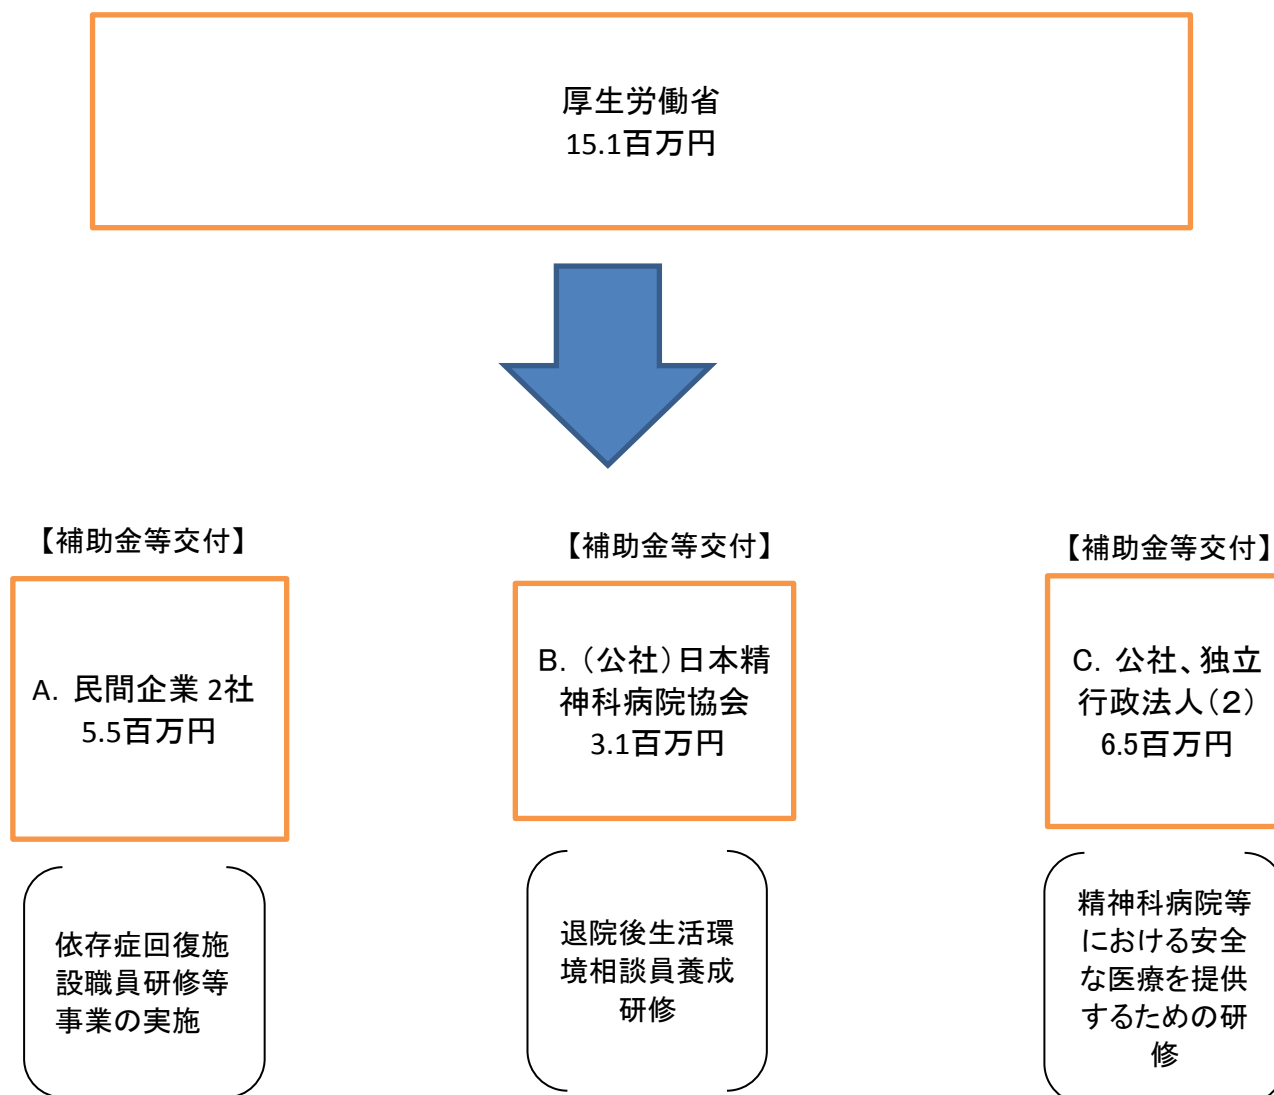 厚生労働省
15.1百万円
【補助金等交付】
A. 民間企業 2社
5.5百万円
依存症回復施
設職員研修等
事業の実施
【補助金等交付】
B.（公社）日本精
神科病院協会
3.1百万円
退院後生活環
境相談員養成
研修
【補助金等交付】
C. 公社、独立
行政法人（２）
6.5百万円
精神科病院等
における安全
な医療を提供
するための研
修